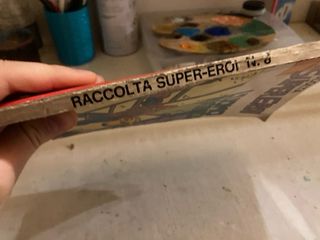 RACCOLTA SUPER-EROI N. 8